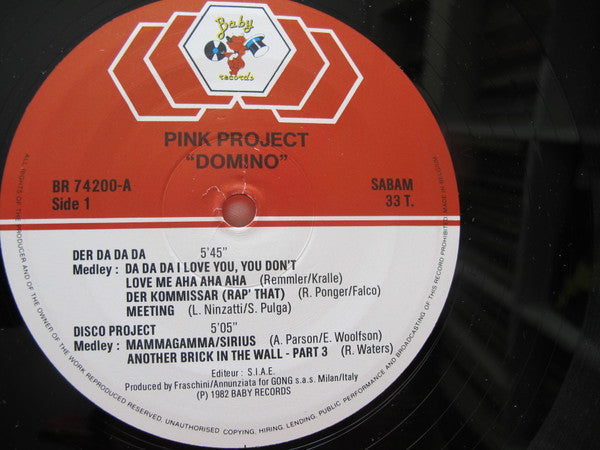 Baby
records
PINK PROJECT
"DOMINO"
BR 74200-A
Side 1
SABAM
33 T.
DER DA DA DA 5'45"
Medley : DA DA DA I LOVE YOU, YOU DON'T
LOVE ME AHA AHA AHA (Remmler/Kralle)
DER KOMMISSAR (RAP' THAT) (R. Ponger/Falco)
MEETING (L. Ninzatti/S. Pulga)
DISCO PROJECT 5'05"
Medley : MAMMAGAMMA/SIRIUS (A. Parson/E. Woolfson)
ANOTHER BRICK IN THE WALL - PART 3 (R. Waters)
Editeur : S.I.A.E.
Produced by Fraschini/Annunziata for GONG s.a.s. Milan/Italy
(P) 1982 BABY RECORDS
ALL RIGHTS OF THE PRODUCER AND OF THE OWNER OF THE WORK REPRODUCED RESERVED. UNAUTHORISED COPYING, HIRING, LENDING, PUBLIC PERFORMANCE AND BROADCASTING OF THIS RECORD PROHIBITED MADE IN BELGIUM